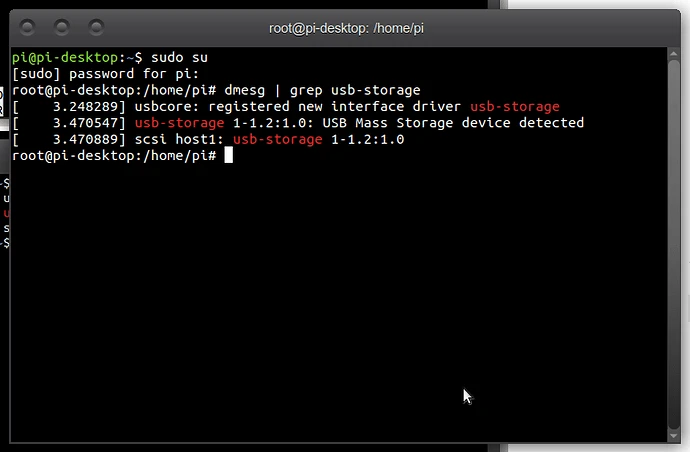 root@pi-desktop: /home/pi
pi@pi-desktop:~$ sudo su
[sudo] password for pi:
root@pi-desktop:/home/pi# dmesg | grep usb-storage
[    3.248289] usbcore: registered new interface driver usb-storage
[    3.470547] usb-storage 1-1.2:1.0: USB Mass Storage device detected
[    3.470889] scsi host1: usb-storage 1-1.2:1.0
root@pi-desktop:/home/pi#